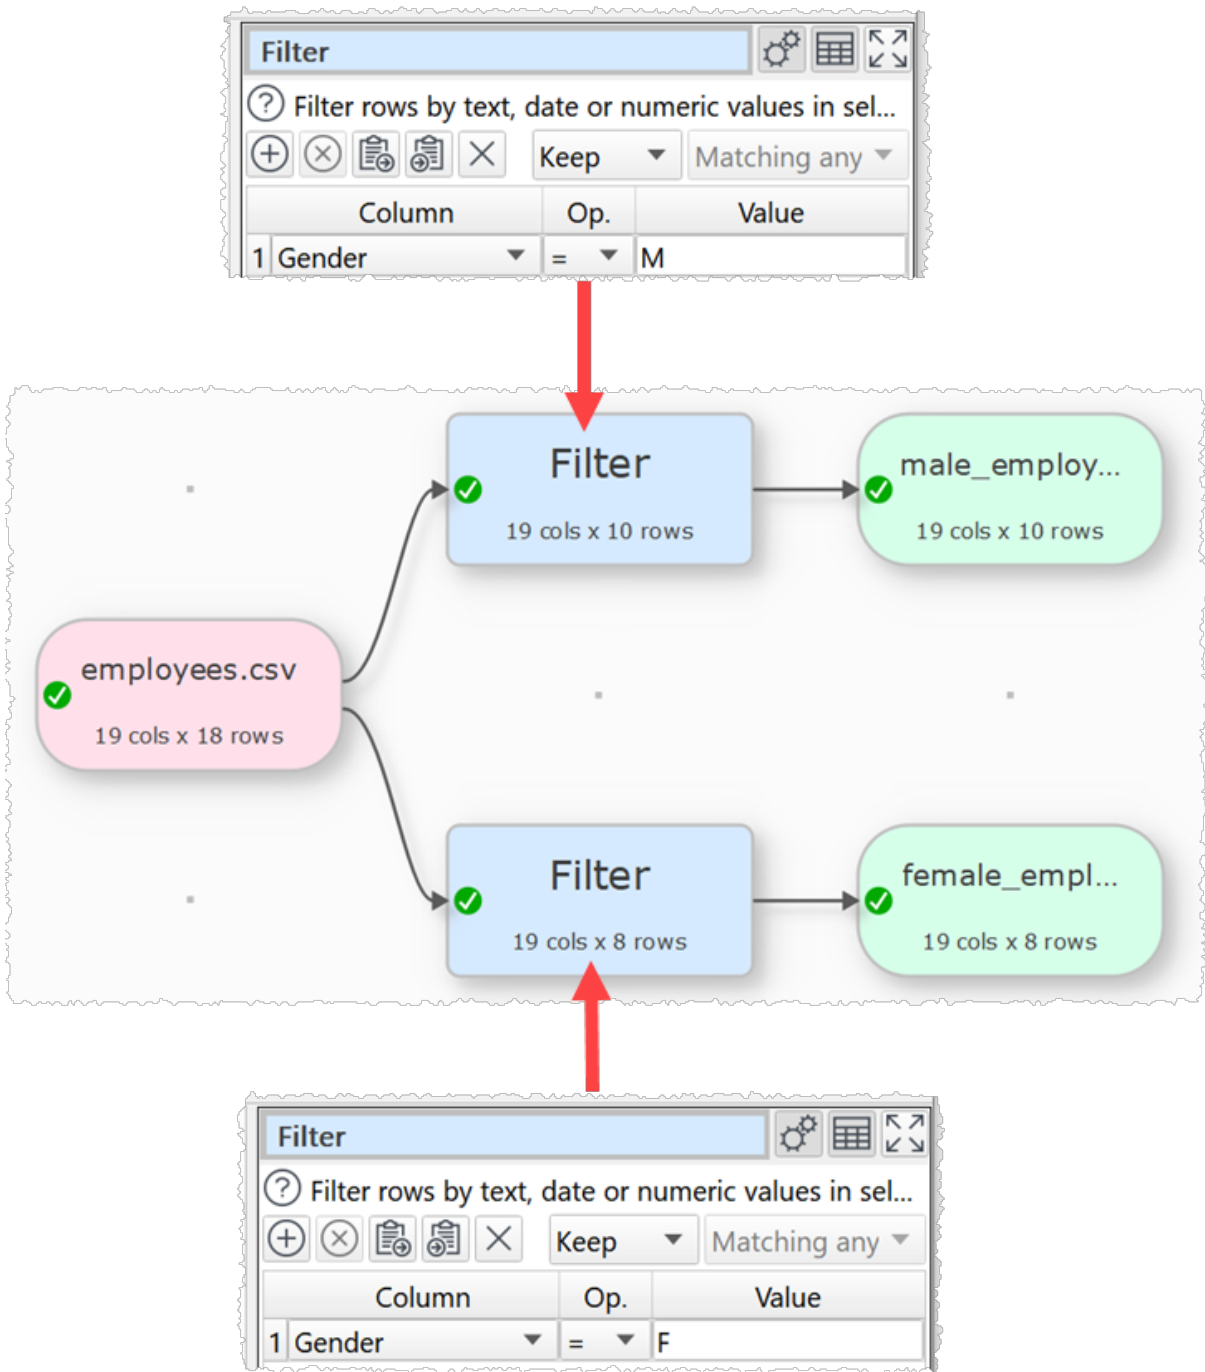 Filter
? Filter rows by text, date or numeric values in sel...
Keep Matching any
Column Op. Value
1 Gender = M
Filter
19 cols x 10 rows
male_employ...
19 cols x 10 rows
employees.csv
19 cols x 18 rows
Filter
19 cols x 8 rows
female_empl...
19 cols x 8 rows
Filter
? Filter rows by text, date or numeric values in sel...
Keep Matching any
Column Op. Value
1 Gender = F